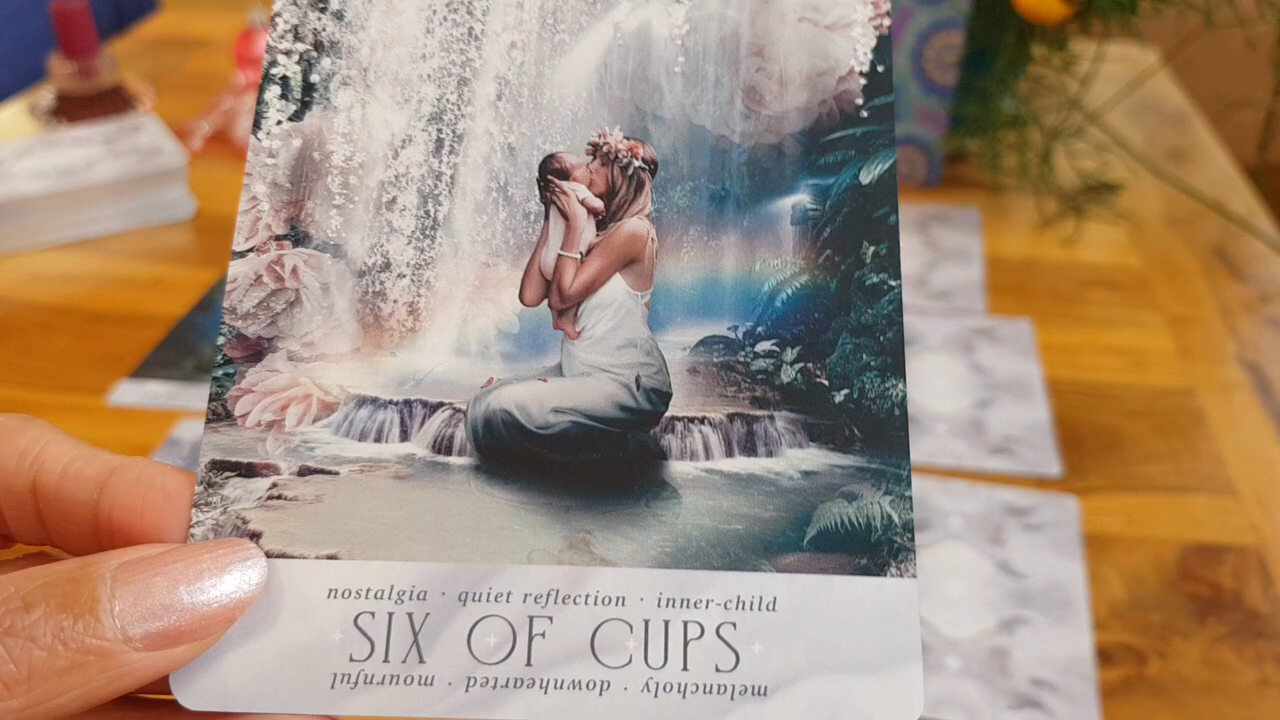 nostalgia · quiet reflection · inner-child
SIX OF CUPS
melancholy · downhearted · mournful